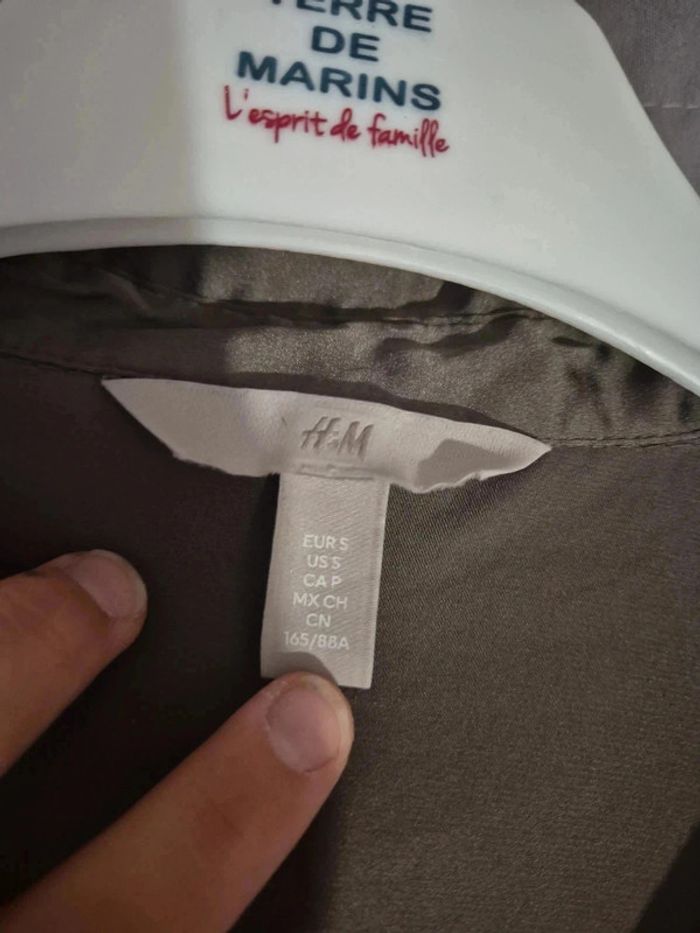 TERRE
DE
MARINS
L'esprit de famille
H&M
EUR S
US S
CA P
MX CH
CN
165/88A